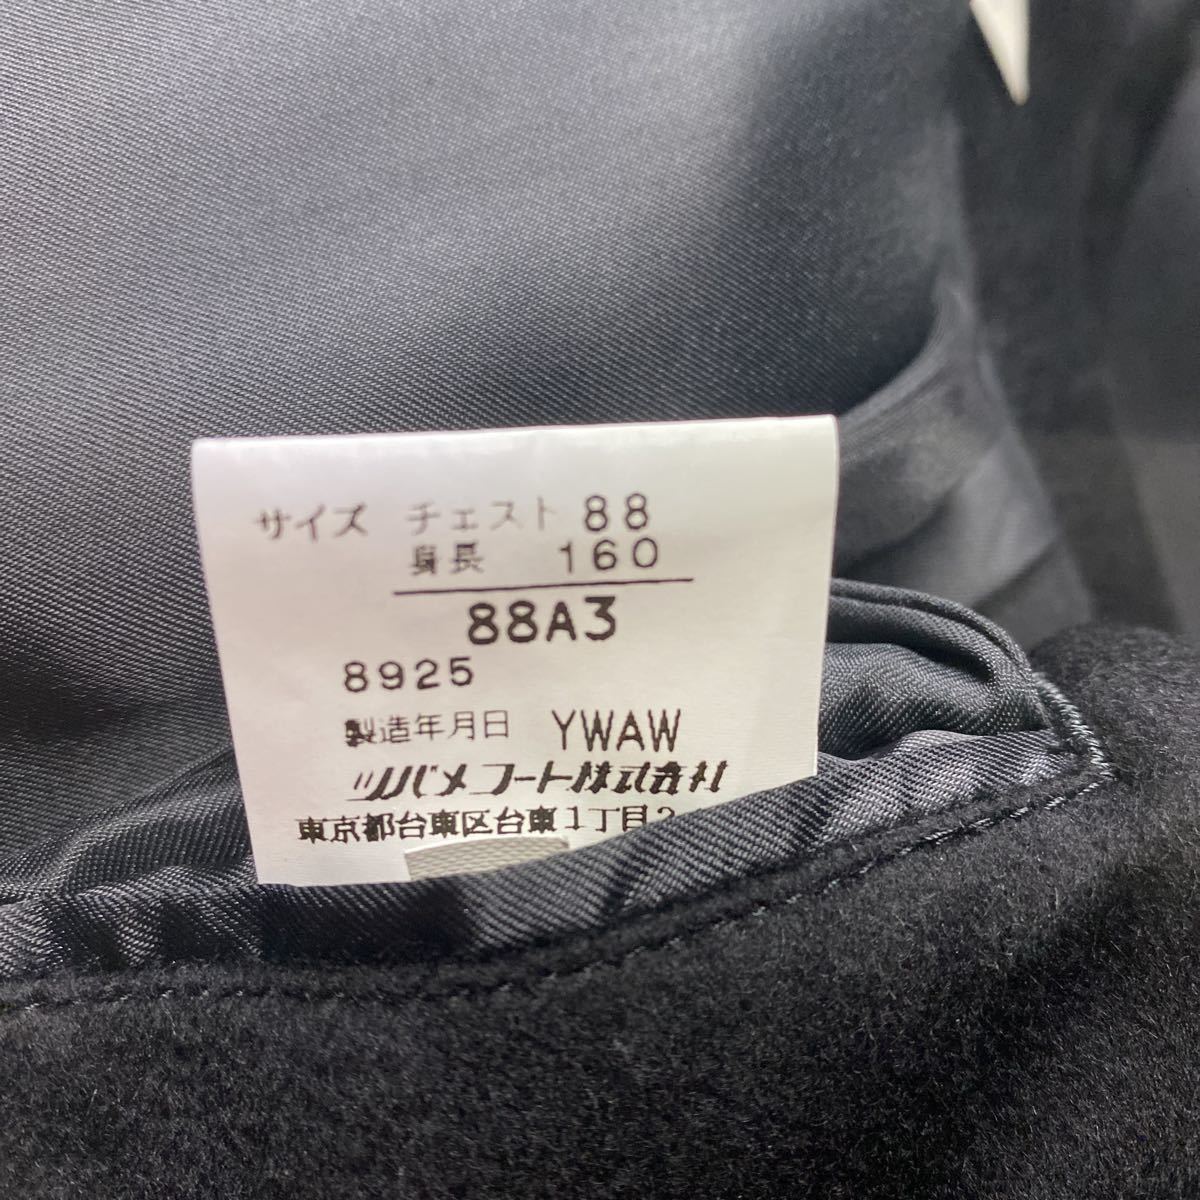 サイズ チェスト 88
身長 160
88A3
8925
製造年月日 YWAW
ツバメコート株式会社
東京都台東区台東1丁目2